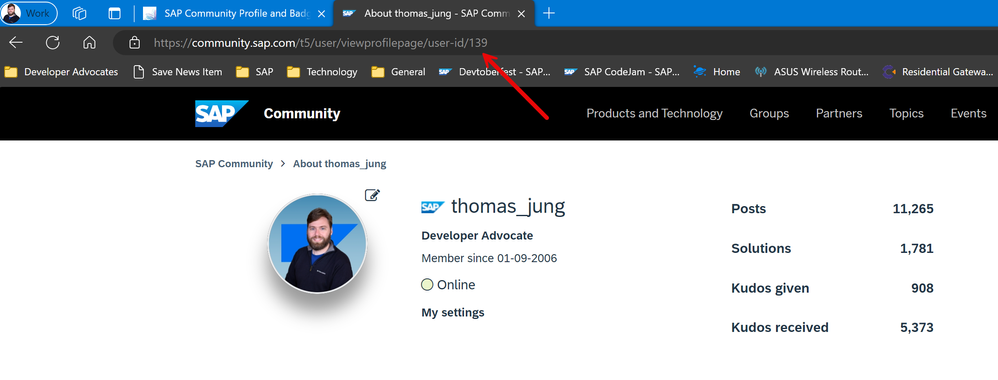 Work
SAP Community Profile and Badg
SAP
About thomas_jung - SAP Comm
https://community.sap.com/t5/user/viewprofilepage/user-id/139
Developer Advocates
Save News Item
SAP
Technology
General
SAP
Devtoberfest - SAP...
SAP
SAP CodeJam - SAP...
Home
ASUS Wireless Rout...
Residential Gatewa...
SAP
Community
Products and Technology
Groups
Partners
Topics
Events
SAP Community > About thomas_jung
SAP thomas_jung
Developer Advocate
Member since 01-09-2006
Online
My settings
Posts 11,265
Solutions 1,781
Kudos given 908
Kudos received 5,373